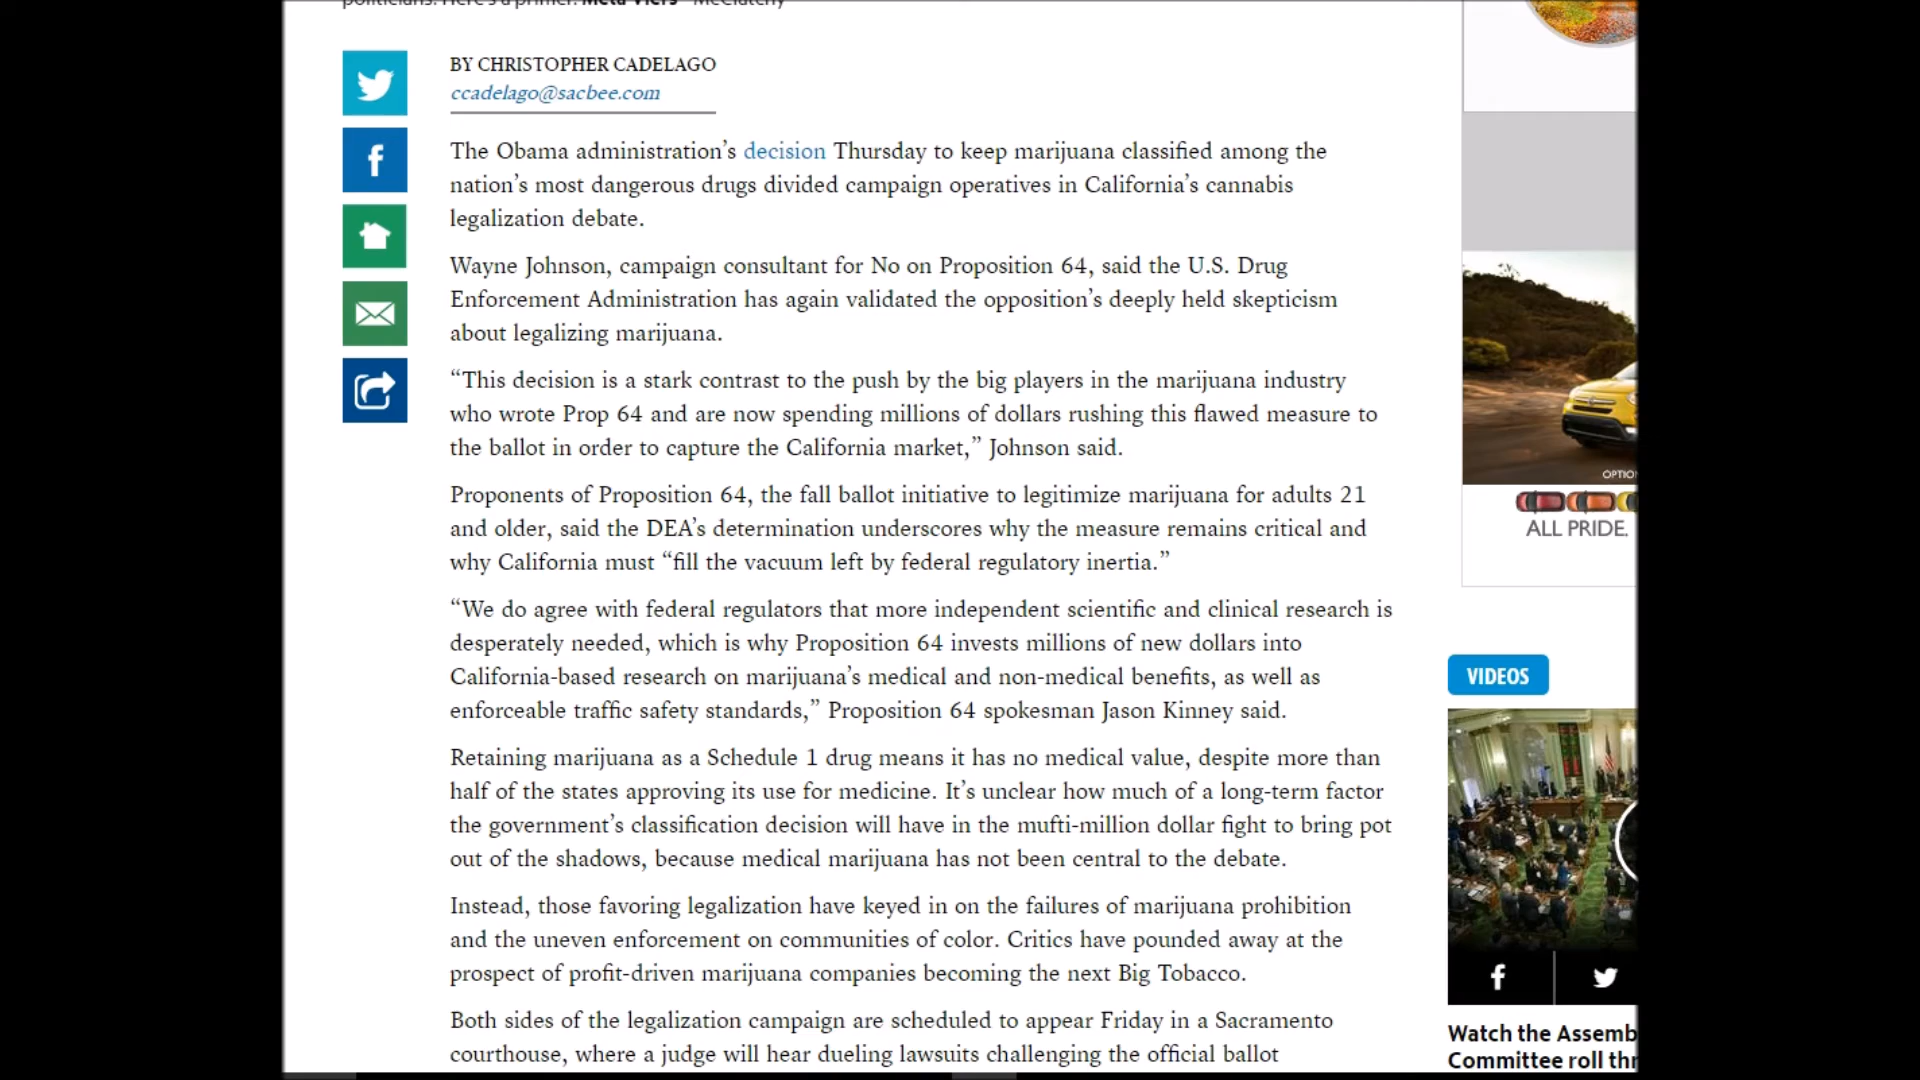 BY CHRISTOPHER CADELAGO
ccadelago@sacbee.com
The Obama administration’s decision Thursday to keep marijuana classified among the
nation’s most dangerous drugs divided campaign operatives in California’s cannabis
legalization debate.
Wayne Johnson, campaign consultant for No on Proposition 64, said the U.S. Drug
Enforcement Administration has again validated the opposition’s deeply held skepticism
about legalizing marijuana.
“This decision is a stark contrast to the push by the big players in the marijuana industry
who wrote Prop 64 and are now spending millions of dollars rushing this flawed measure to
the ballot in order to capture the California market,” Johnson said.
Proponents of Proposition 64, the fall ballot initiative to legitimize marijuana for adults 21
and older, said the DEA’s determination underscores why the measure remains critical and
why California must “fill the vacuum left by federal regulatory inertia.”
“We do agree with federal regulators that more independent scientific and clinical research is
desperately needed, which is why Proposition 64 invests millions of new dollars into
California-based research on marijuana’s medical and non-medical benefits, as well as
enforceable traffic safety standards,” Proposition 64 spokesman Jason Kinney said.
Retaining marijuana as a Schedule 1 drug means it has no medical value, despite more than
half of the states approving its use for medicine. It’s unclear how much of a long-term factor
the government’s classification decision will have in the mufti-million dollar fight to bring pot
out of the shadows, because medical marijuana has not been central to the debate.
Instead, those favoring legalization have keyed in on the failures of marijuana prohibition
and the uneven enforcement on communities of color. Critics have pounded away at the
prospect of profit-driven marijuana companies becoming the next Big Tobacco.
Both sides of the legalization campaign are scheduled to appear Friday in a Sacramento
courthouse, where a judge will hear dueling lawsuits challenging the official ballot
OPTIO
ALL PRIDE.
VIDEOS
Watch the Assemb
Committee roll thr